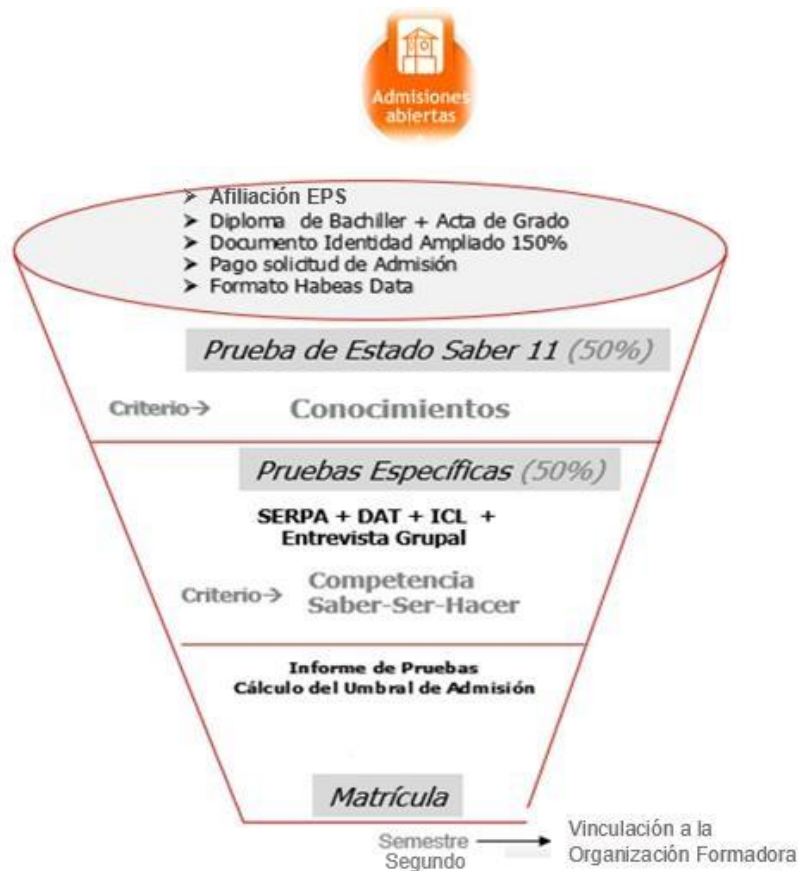 Admisiones
abiertas
➤ Afiliación EPS
➤ Diploma de Bachiller + Acta de Grado
➤ Documento Identidad Ampliado 150%
➤ Pago solicitud de Admisión
➤ Formato Habeas Data
Prueba de Estado Saber 11 (50%)
Criterio→ Conocimientos
Pruebas Específicas (50%)
SERPA + DAT + ICL +
Entrevista Grupal
Criterio→ Competencia
Saber-Ser-Hacer
Informe de Pruebas
Cálculo del Umbral de Admisión
Matrícula
Semestre
Segundo
Vinculación a la
Organización Formadora